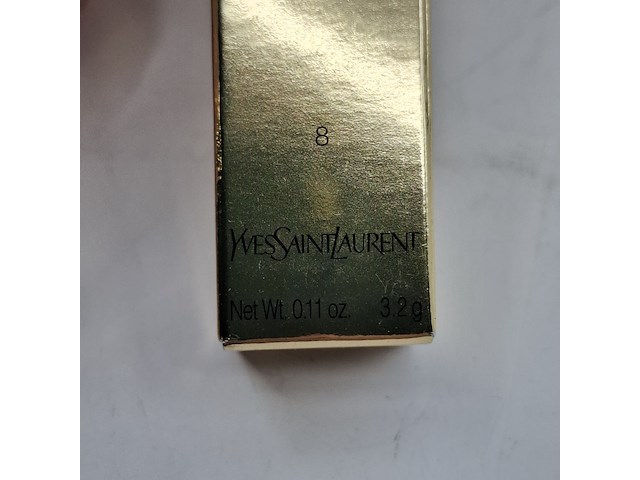 8
YVESSAINTLAURENT
Net Wt. 0.11 oz. 3.2 g